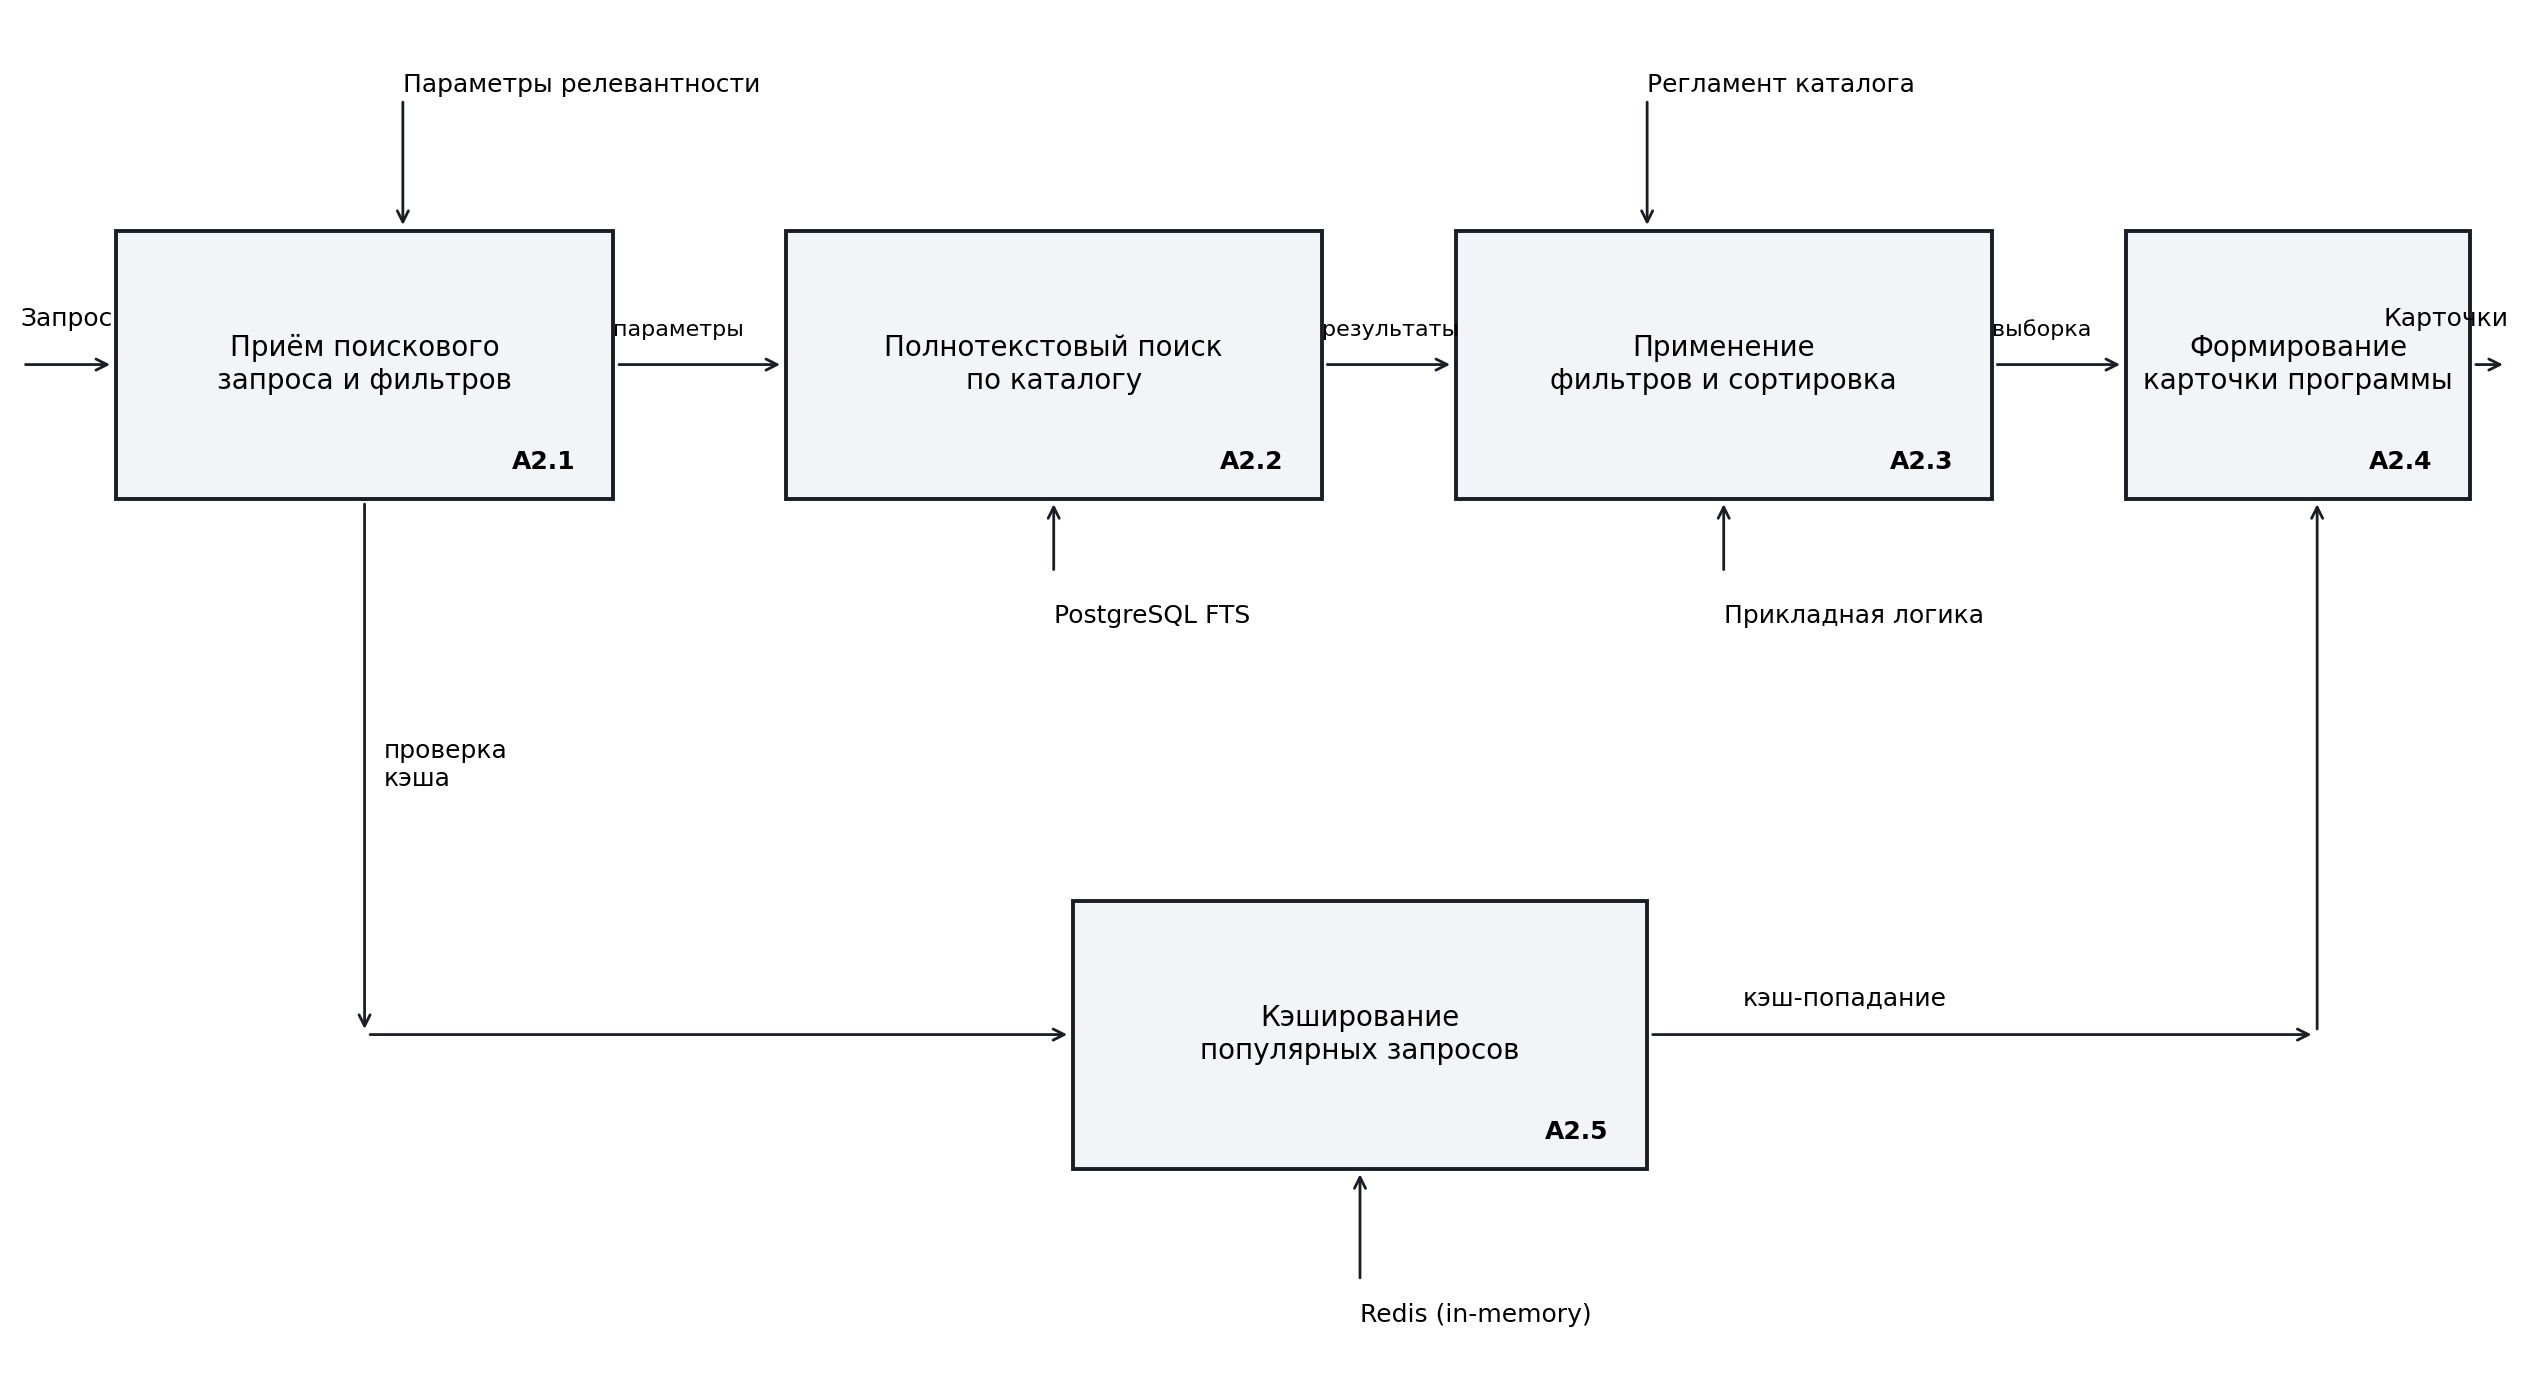 Параметры релевантности
Регламент каталога
Запрос
Приём поискового
запроса и фильтров
A2.1
параметры
Полнотекстовый поиск
по каталогу
A2.2
результаты
Применение
фильтров и сортировка
A2.3
выборка
Формирование
карточки программы
A2.4
Карточки
PostgreSQL FTS
Прикладная логика
проверка
кэша
Кэширование
популярных запросов
A2.5
кэш-попадание
Redis (in-memory)